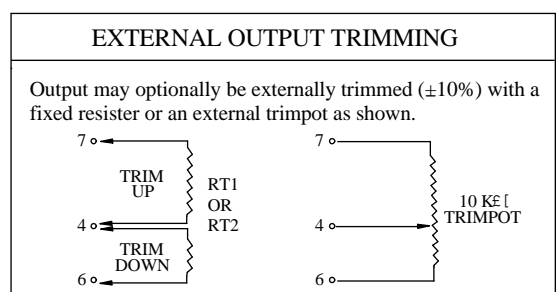 EXTERNAL OUTPUT TRIMMING
Output may optionally be externally trimmed (±10%) with a
fixed resister or an external trimpot as shown.
7
TRIM
UP
RT1
OR
RT2
4
TRIM
DOWN
6
7
10 K£[
TRIMPOT
4
6